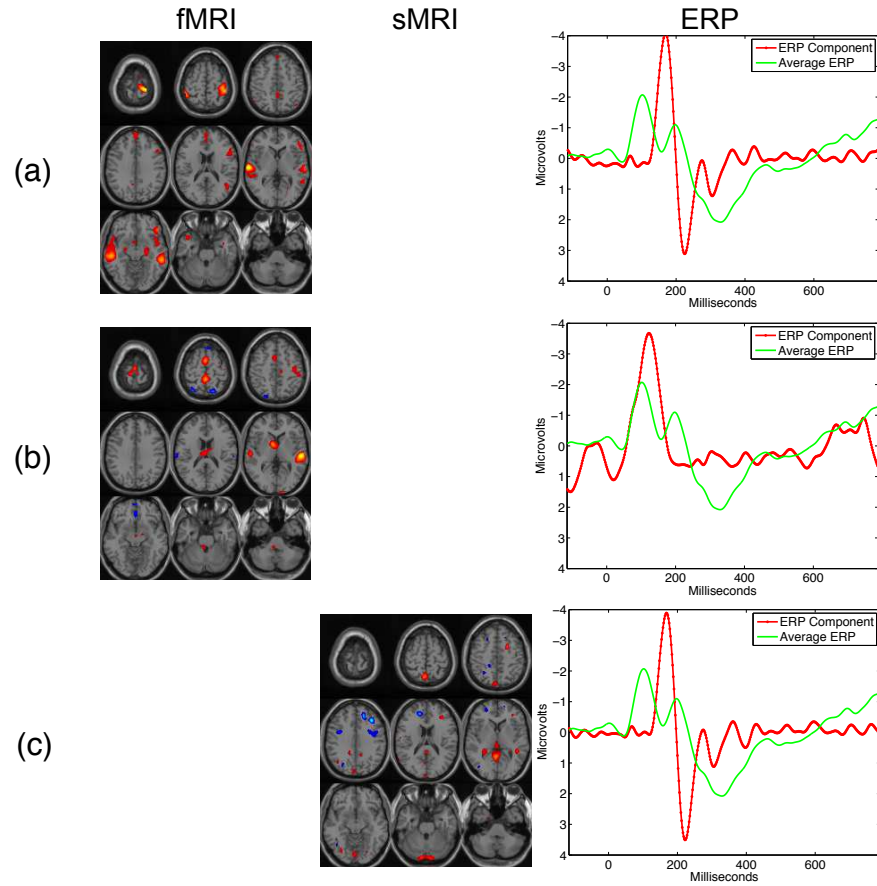 fMRI
sMRI
ERP
(a)
−4
−3
−2
−1
0
1
2
3
4
Microvolts
0
200
400
600
Milliseconds
ERP Component
Average ERP
(b)
−4
−3
−2
−1
0
1
2
3
4
Microvolts
0
200
400
600
Milliseconds
ERP Component
Average ERP
(c)
−4
−3
−2
−1
0
1
2
3
4
Microvolts
0
200
400
600
Milliseconds
ERP Component
Average ERP